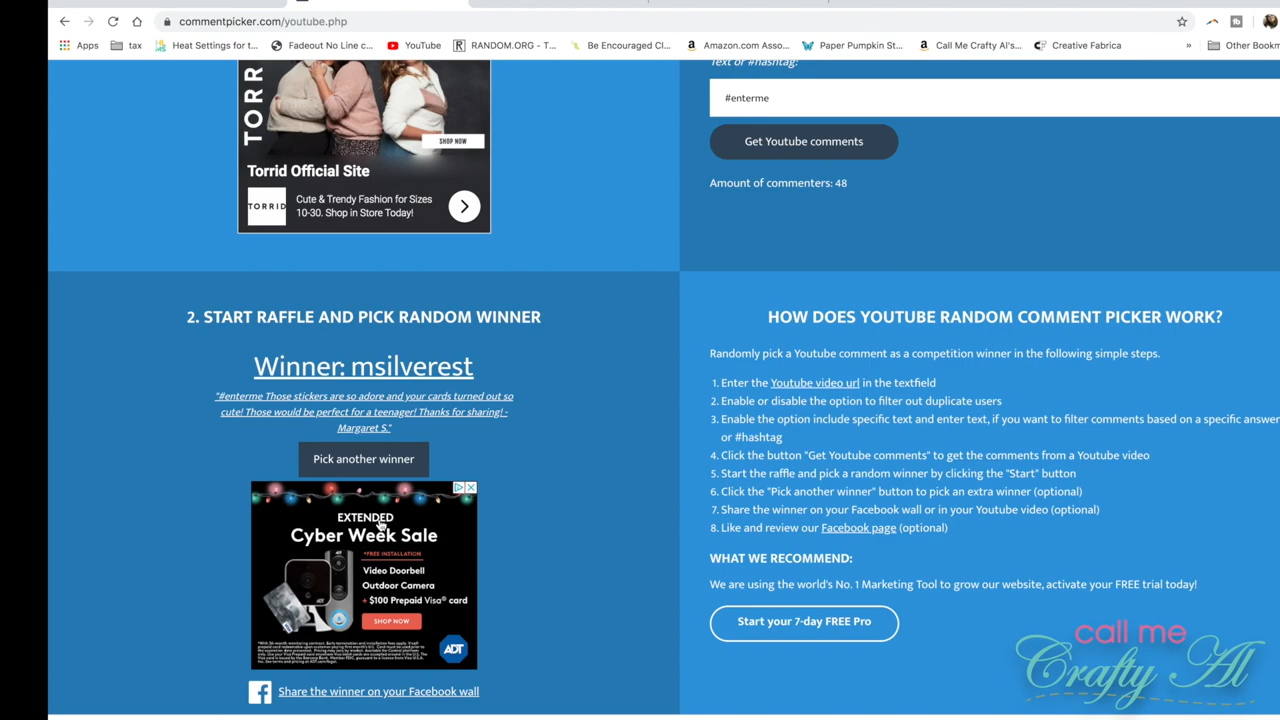 commentpicker.com/youtube.php
Apps
tax
Heat Settings for t...
Fadeout No Line c...
YouTube
RANDOM.ORG - T...
Be Encouraged Cl...
Amazon.com Asso...
Paper Pumpkin St...
Call Me Crafty Al's...
Creative Fabrica
»
Other Bookm
TORR
SHOP NOW
Torrid Official Site
TORRID
Cute & Trendy Fashion for Sizes
10-30. Shop in Store Today!
Text or #hashtag:
#enterme
Get Youtube comments
Amount of commenters: 48
2. START RAFFLE AND PICK RANDOM WINNER
Winner: msilverest
"#enterme Those stickers are so adore and your cards turned out so
cute! Those would be perfect for a teenager! Thanks for sharing! -
Margaret S."
Pick another winner
EXTENDED
Cyber Week Sale
*FREE INSTALLATION
Video Doorbell
Outdoor Camera
+ $100 Prepaid Visa® card
SHOP NOW
ADT
Share the winner on your Facebook wall
HOW DOES YOUTUBE RANDOM COMMENT PICKER WORK?
Randomly pick a Youtube comment as a competition winner in the following simple steps.
1. Enter the Youtube video url in the textfield
2. Enable or disable the option to filter out duplicate users
3. Enable the option include specific text and enter text, if you want to filter comments based on a specific answer
or #hashtag
4. Click the button "Get Youtube comments" to get the comments from a Youtube video
5. Start the raffle and pick a random winner by clicking the "Start" button
6. Click the "Pick another winner" button to pick an extra winner (optional)
7. Share the winner on your Facebook wall or in your Youtube video (optional)
8. Like and review our Facebook page (optional)
WHAT WE RECOMMEND:
We are using the world's No. 1 Marketing Tool to grow our website, activate your FREE trial today!
Start your 7-day FREE Pro
call me
Crafty Al